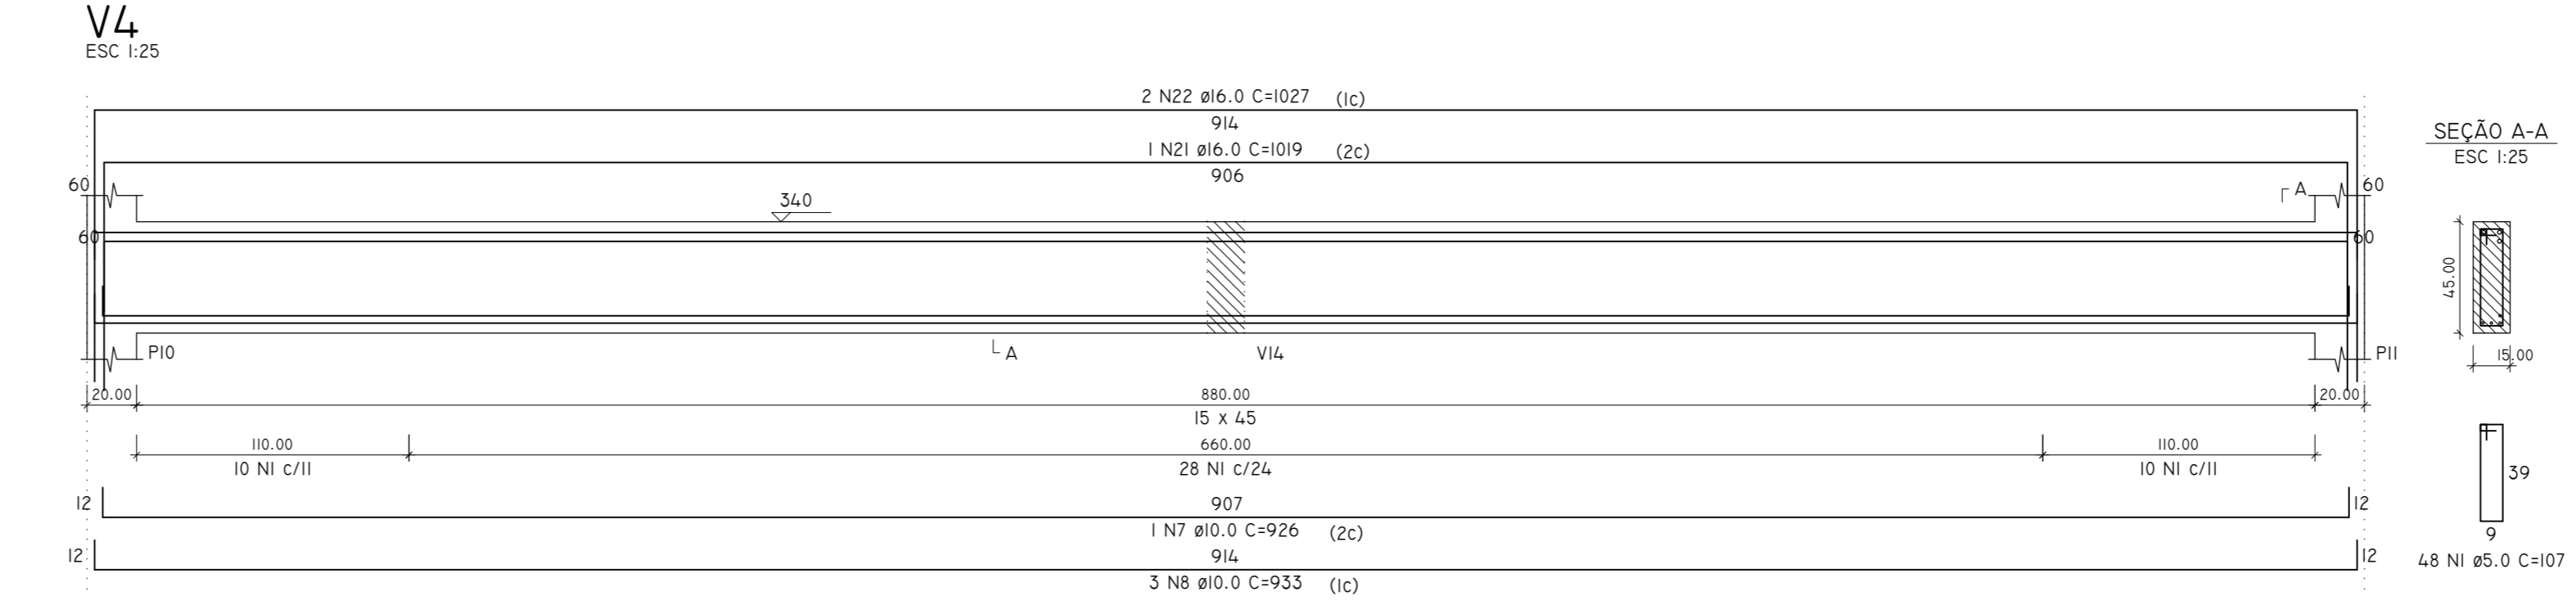 V4
ESC 1:25
2 N22 ø16.0 C=1027 (1c)
914
1 N21 ø16.0 C=1019 (2c)
906
SEÇÃO A-A
ESC 1:25
60
340
A
60
60
60
45.00
15.00
P10
A
V14
P11
20.00
880.00
20.00
15 x 45
110.00
660.00
110.00
10 N1 c/11
28 N1 c/24
10 N1 c/11
39
9
48 N1 ø5.0 C=107
12
907
12
1 N7 ø10.0 C=926 (2c)
12
914
12
3 N8 ø10.0 C=933 (1c)